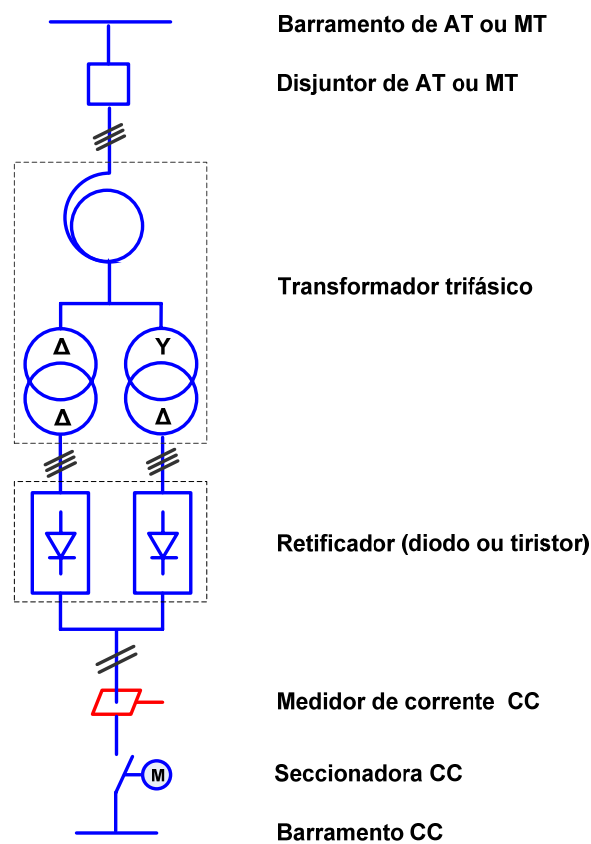 Barramento de AT ou MT
Disjuntor de AT ou MT
Transformador trifásico
Δ Y
Δ Δ
Retificador (diodo ou tiristor)
Medidor de corrente CC
Seccionadora CC
M
Barramento CC